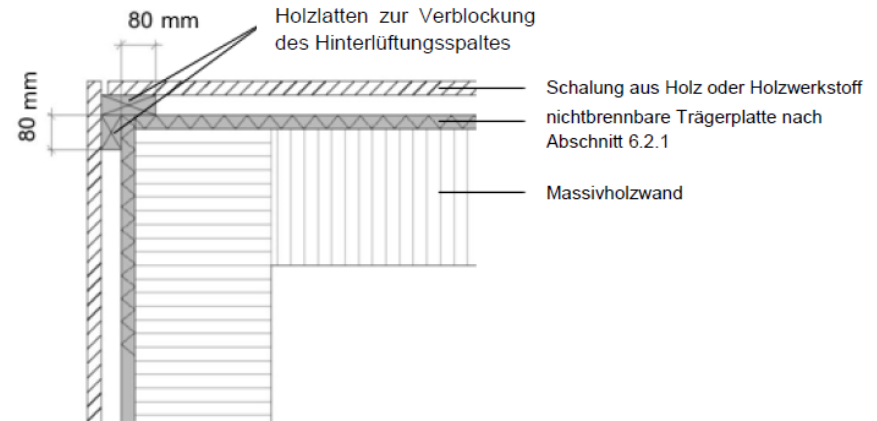 80 mm
Holzlatten zur Verblockung
des Hinterlüftungsspaltes
80 mm
Schalung aus Holz oder Holzwerkstoff
nichtbrennbare Trägerplatte nach
Abschnitt 6.2.1
Massivholzwand